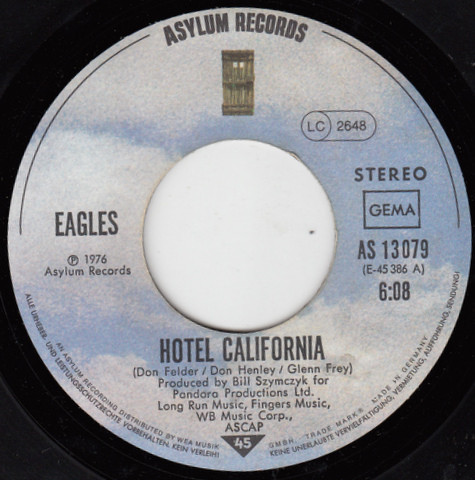 ASYLUM RECORDS
LC 2648
STEREO
GEMA
EAGLES
℗ 1976
Asylum Records
AS 13079
(E-45 386 A)
6:08
HOTEL CALIFORNIA
(Don Felder / Don Henley / Glenn Frey)
Produced by Bill Szymczyk for
Pandora Productions Ltd.
Long Run Music, Fingers Music,
WB Music Corp.,
ASCAP
45
ALLE URHEBER- UND LEISTUNGSSCHUTZRECHTE VORBEHALTEN. KEIN VERLEIH!
KEINE UNERLAUBTE VERVIELFÄLTIGUNG, VERMIETUNG, AUFFÜHRUNG, SENDUNG!
AN ASYLUM RECORDING DISTRIBUTED BY WEA MUSIK
GMBH. TRADE MARK® MADE IN GERMANY